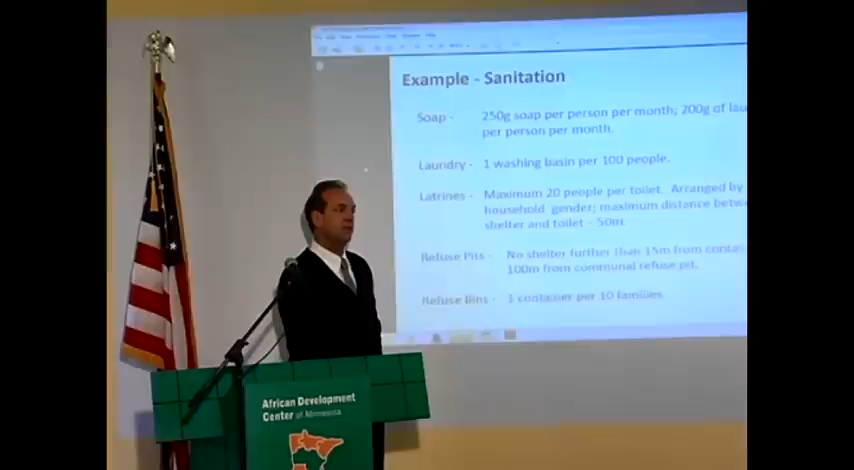 Example - Sanitation
Soap - 250g soap per person per month; 200g of
per person per month.
Laundry - 1 washing basin per 100 people.
Latrines - Maximum 20 people per toilet. Arranged by
household gender; maximum distance
shelter and toilet - 50m.
Refuse Pits - No shelter further than 15m from
100m from communal refuse pit.
Refuse Bins - 1 container per 10 families.
African Development
Center of Minnesota